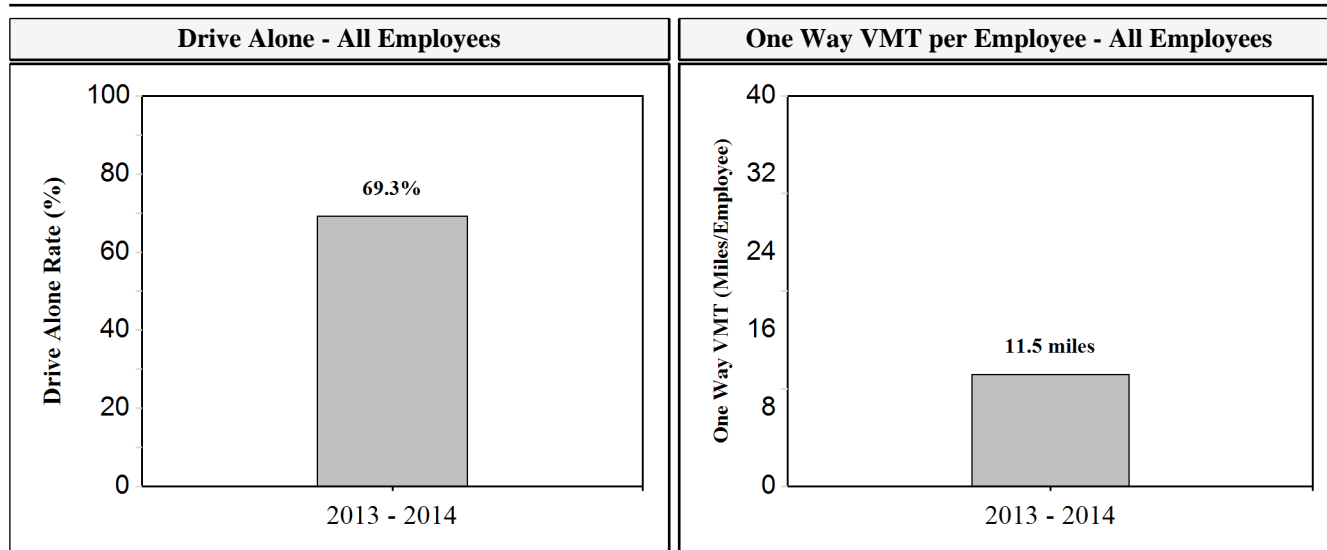 Drive Alone - All Employees
100
80
60
40
20
0
Drive Alone Rate (%)
69.3%
2013 - 2014
One Way VMT per Employee - All Employees
40
32
24
16
8
0
One Way VMT (Miles/Employee)
11.5 miles
2013 - 2014